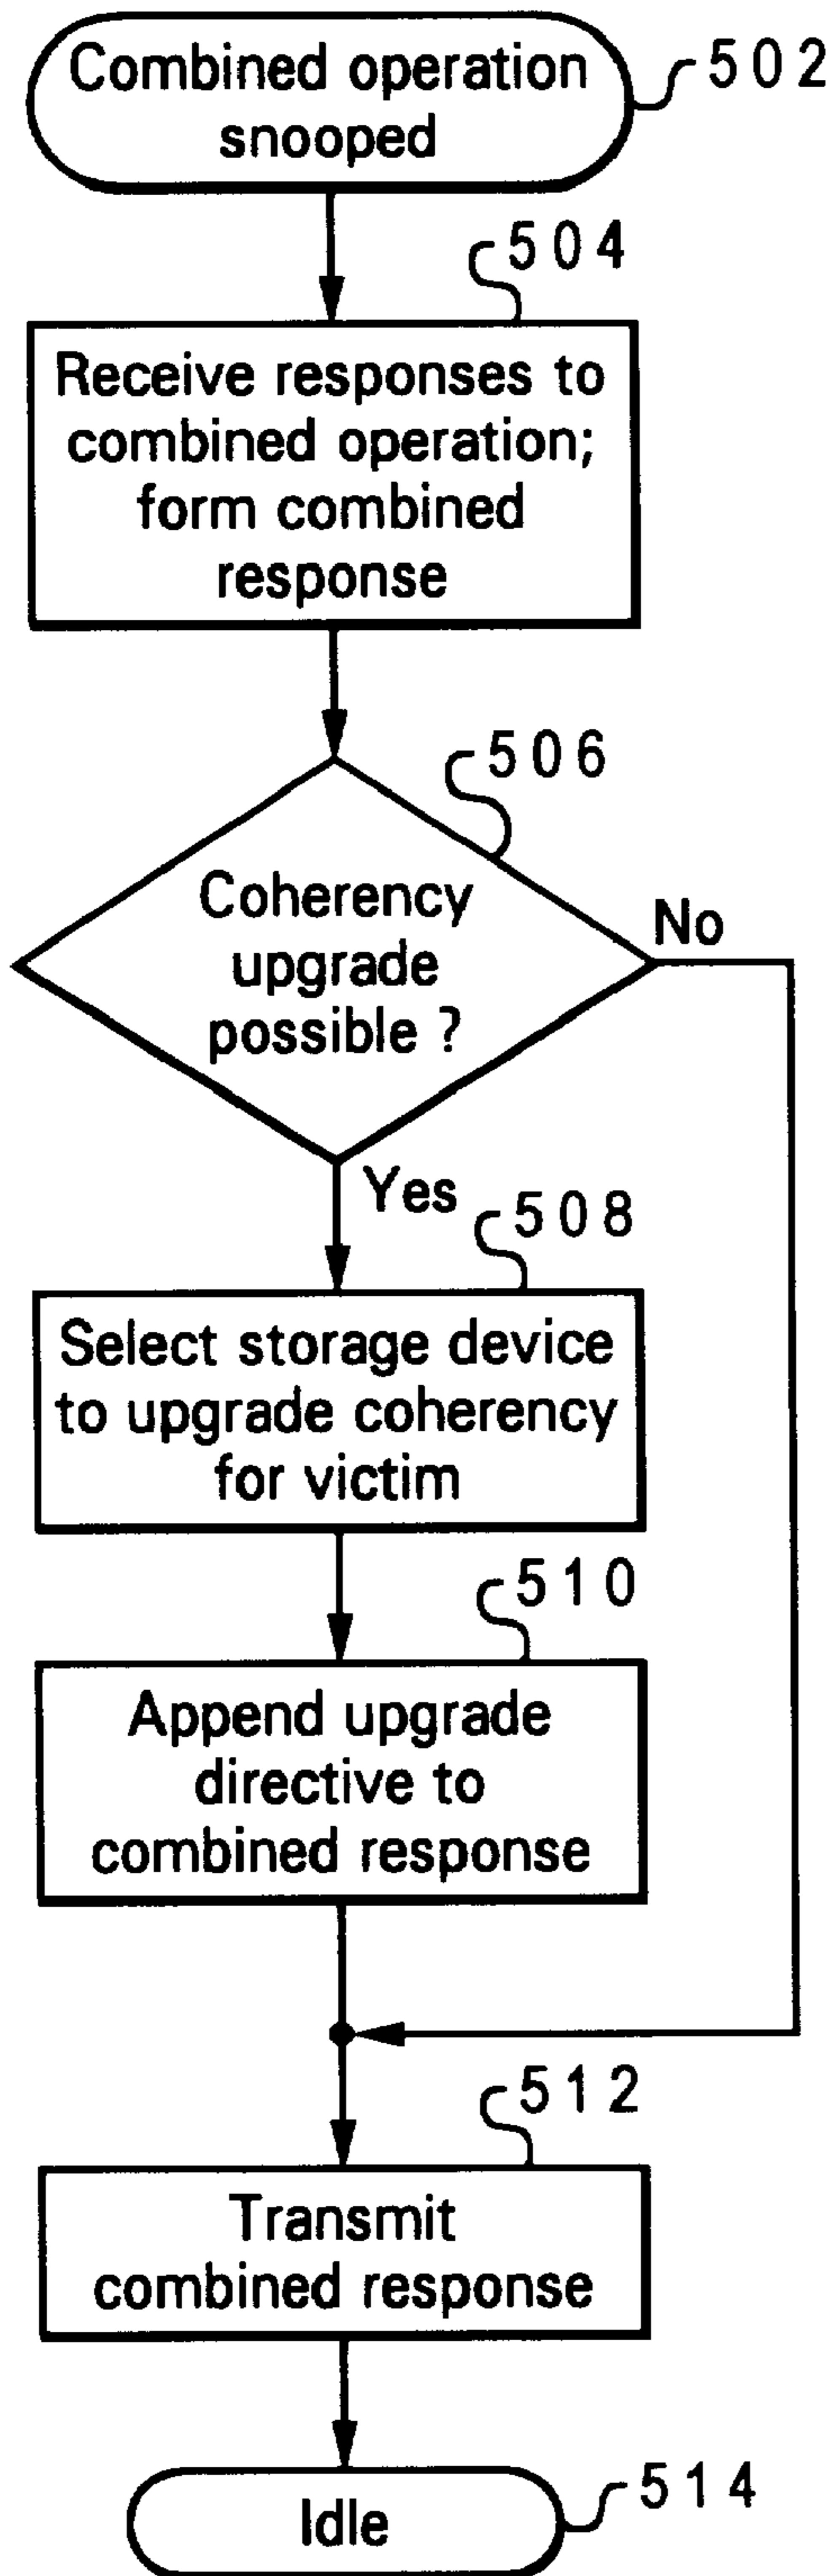 Combined operation
snooped
502
504
Receive responses to
combined operation;
form combined
response
506
Coherency
upgrade
possible ?
No
Yes
508
Select storage device
to upgrade coherency
for victim
510
Append upgrade
directive to
combined response
512
Transmit
combined response
Idle
514